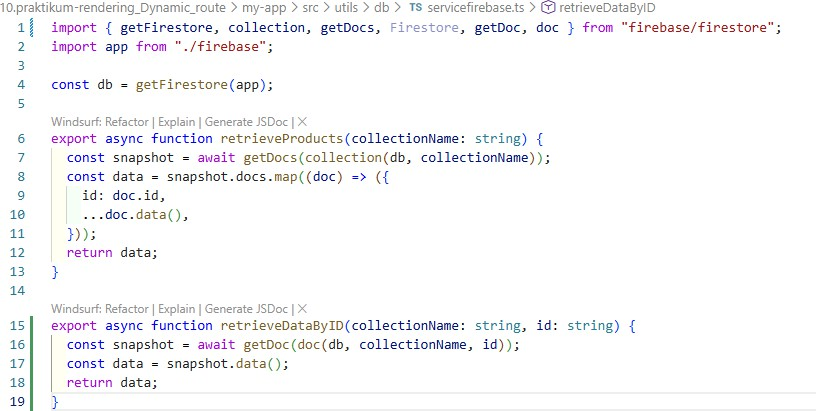 10.praktikum-rendering_Dynamic_route > my-app > src > utils > db > TS servicefirebase.ts > retrieveDataByID
1 import { getFirestore, collection, getDocs, Firestore, getDoc, doc } from "firebase/firestore";
2 import app from "./firebase";
3
4 const db = getFirestore(app);
5
Windsurf: Refactor | Explain | Generate JSDoc | X
6 export async function retrieveProducts(collectionName: string) {
7   const snapshot = await getDocs(collection(db, collectionName));
8   const data = snapshot.docs.map((doc) => ({
9     id: doc.id,
10     ...doc.data(),
11   }));
12   return data;
13 }
14
Windsurf: Refactor | Explain | Generate JSDoc | X
15 export async function retrieveDataByID(collectionName: string, id: string) {
16   const snapshot = await getDoc(doc(db, collectionName, id));
17   const data = snapshot.data();
18   return data;
19 }